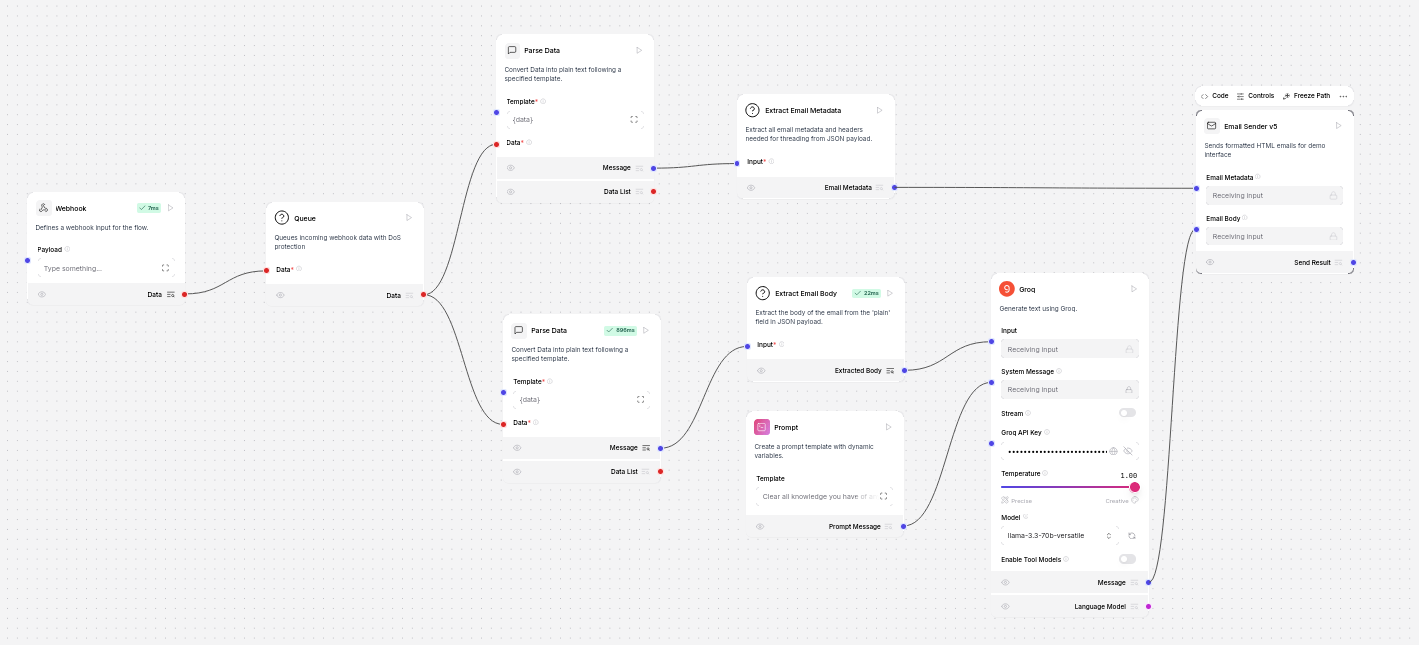 Webhook
7ms
Defines a webhook input for the flow.
Payload
Type something...
Data
Queue
Queues incoming webhook data with DoS
protection
Data*
Data
Parse Data
Convert Data into plain text following a
specified template.
Template*
{data}
Data*
Message
Data List
Parse Data
896ms
Convert Data into plain text following a
specified template.
Template*
{data}
Data*
Message
Data List
Extract Email Metadata
Extract all email metadata and headers
needed for threading from JSON payload.
Input*
Email Metadata
Extract Email Body
22ms
Extract the body of the email from the 'plain'
field in JSON payload.
Input*
Extracted Body
Prompt
Create a prompt template with dynamic
variables.
Template
Clear all knowledge you have of
Prompt Message
Groq
Generate text using Groq.
Input
Receiving input
System Message
Receiving input
Stream
Groq API Key
Temperature
1.00
Precise
Creative
Model
llama-3.3-70b-versatile
Enable Tool Models
Message
Language Model
Code
Controls
Freeze Path
Email Sender v5
Sends formatted HTML emails for demo
interface
Email Metadata
Receiving input
Email Body
Receiving input
Send Result